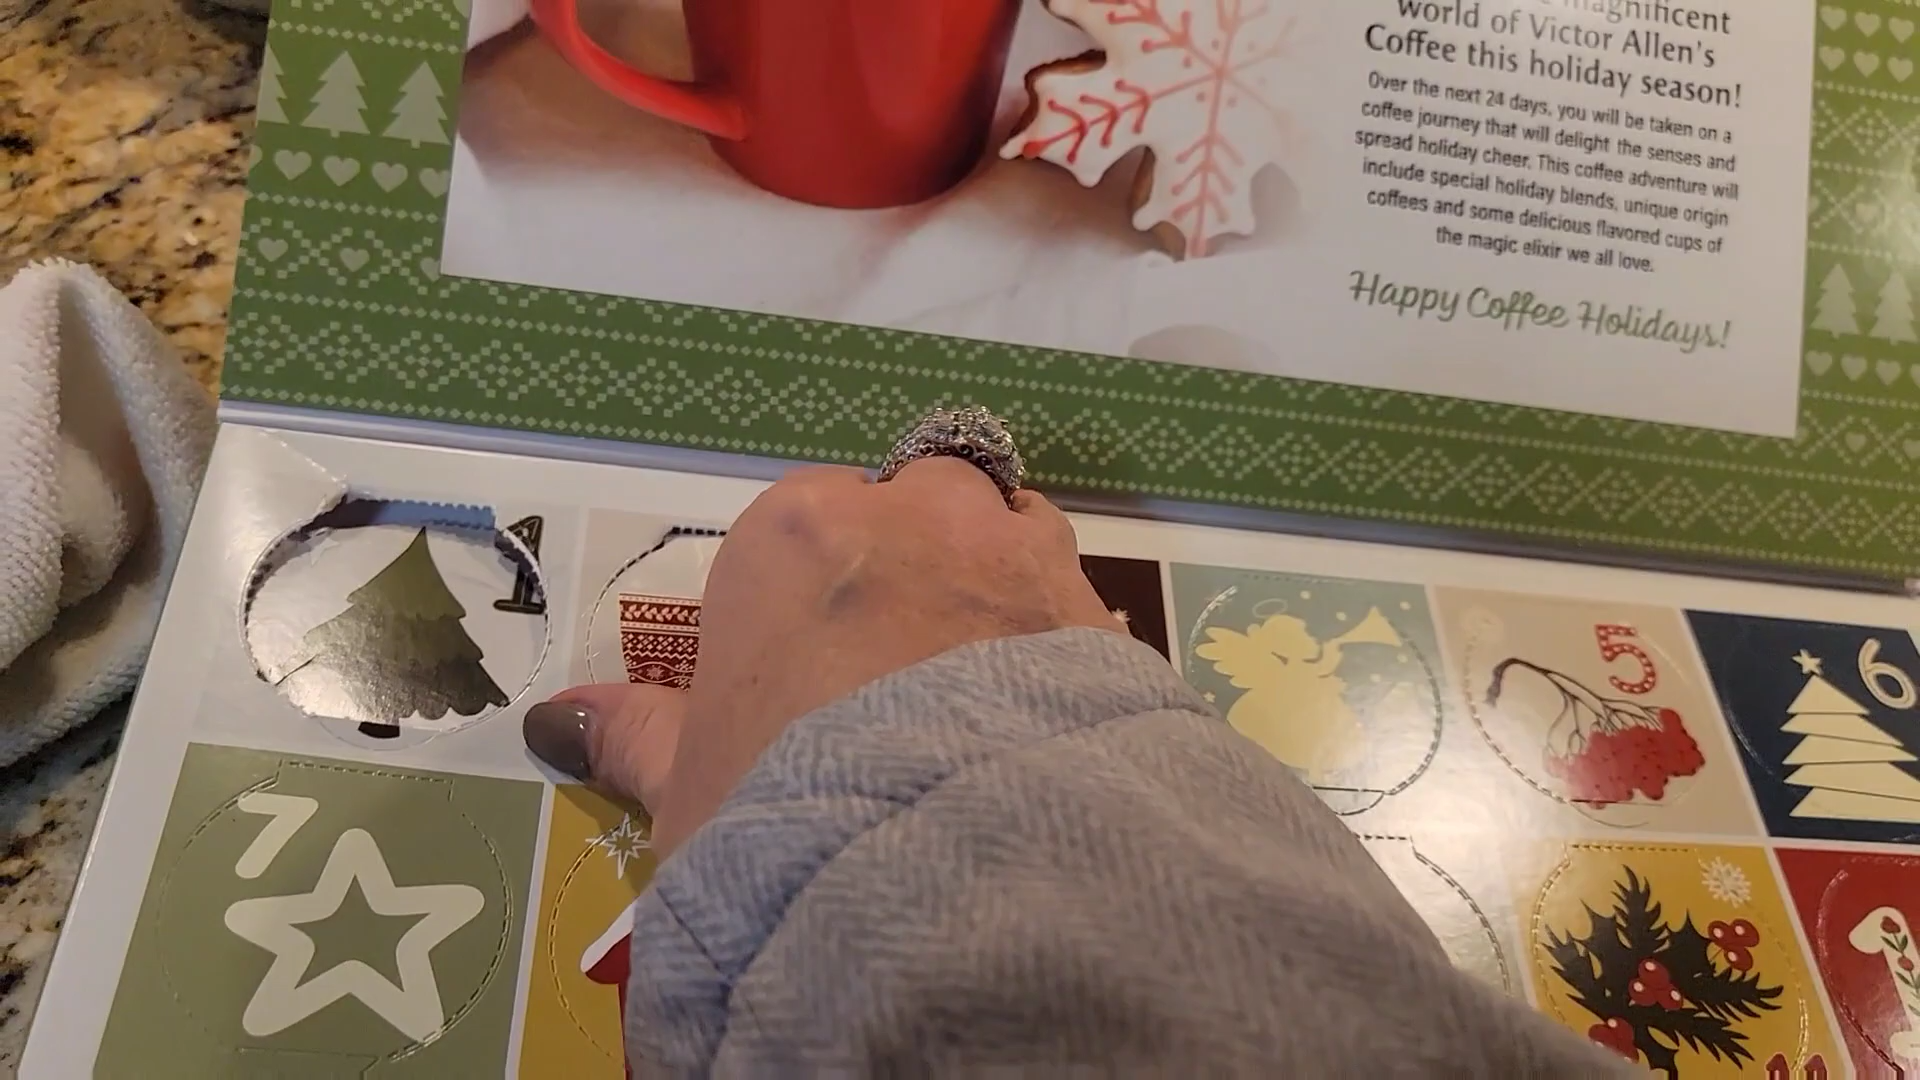 magnificent
world of Victor Allen's
Coffee this holiday season!
Over the next 24 days, you will be taken on a
coffee journey that will delight the senses and
spread holiday cheer. This coffee adventure will
include special holiday blends, unique origin
coffees and some delicious flavored cups of
the magic elixir we all love.
Happy Coffee Holidays!
1
5
6
7